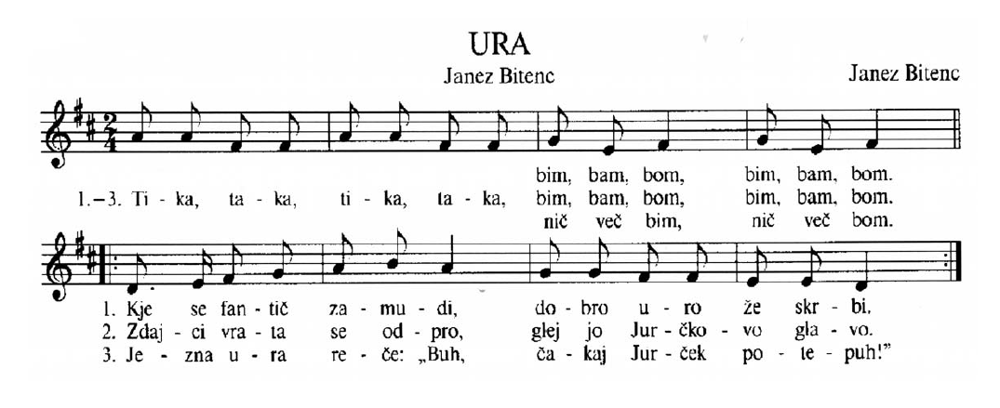 URA
Janez Bitenc
Janez Bitenc
2
4
bim, bam, bom, bim, bam, bom.
1.–3. Ti - ka, ta - ka, ti - ka, ta - ka, bim, bam, bom, bim, bam, bom.
nič več bim, nič več bom.
1. Kje se fan - tič za - mu - di, do - bro u - ro že skr - bi.
2. Zdaj - ci vra - ta se od - pro, glej jo Jur - čko - vo gla - vo.
3. Je - zna u - ra re - če: „Buh, ča - kaj Jur - ček po - te - puh!”